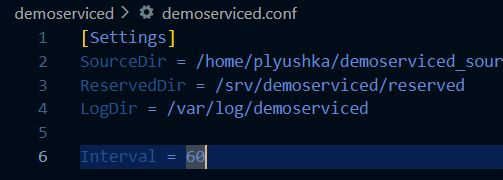 demoserviced > demoserviced.conf
1 [Settings]
2 SourceDir = /home/plyushka/demoserviced_sour
3 ReservedDir = /srv/demoserviced/reserved
4 LogDir = /var/log/demoserviced
5
6 Interval = 60